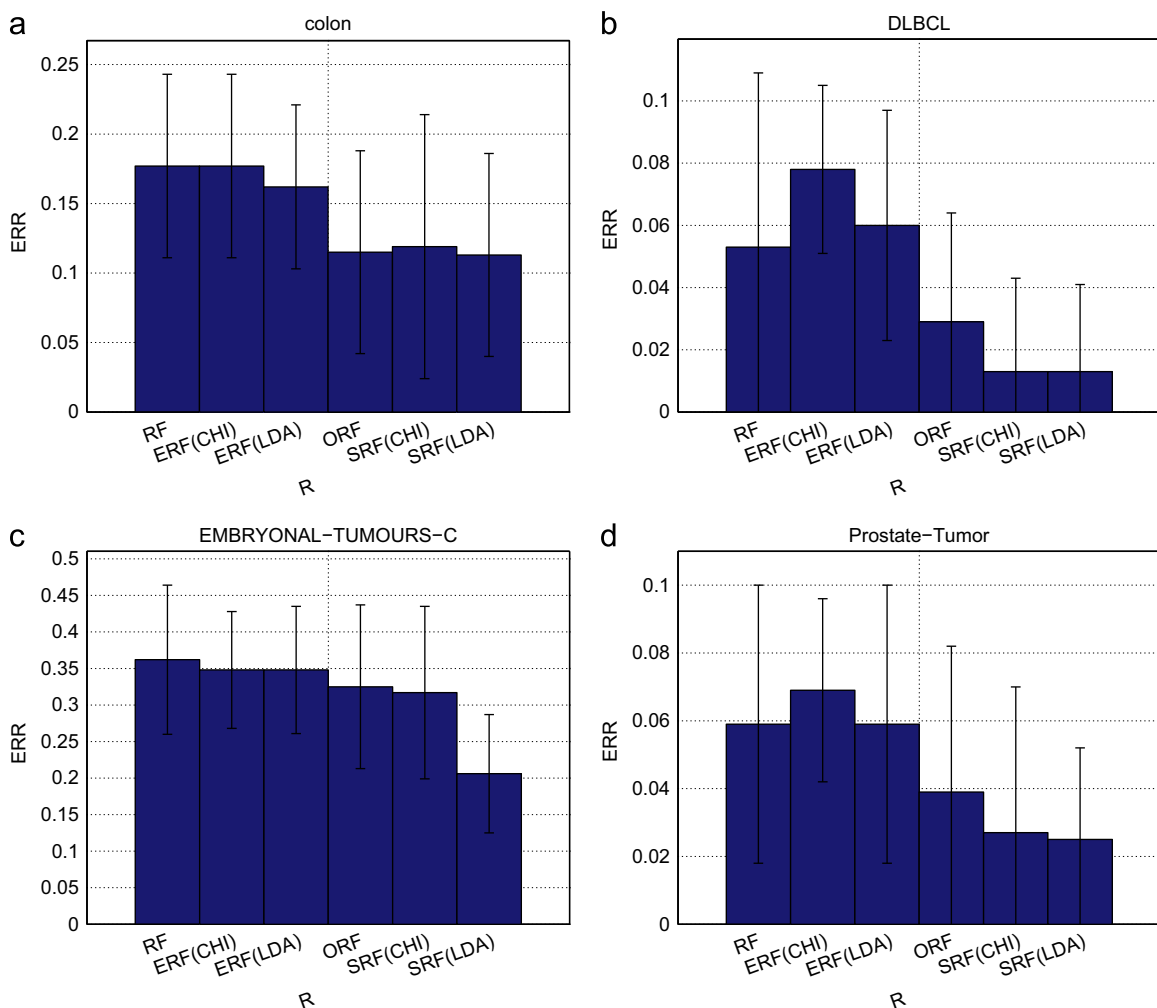 a
colon
0.25
0.2
0.15
0.1
0.05
0
ERR
RF
ERF(CHI)
ERF(LDA)
ORF
SRF(CHI)
SRF(LDA)
R
b
DLBCL
0.1
0.08
0.06
0.04
0.02
0
ERR
RF
ERF(CHI)
ERF(LDA)
ORF
SRF(CHI)
SRF(LDA)
R
c
EMBRYONAL−TUMOURS−C
0.5
0.45
0.4
0.35
0.3
0.25
0.2
0.15
0.1
0.05
0
ERR
RF
ERF(CHI)
ERF(LDA)
ORF
SRF(CHI)
SRF(LDA)
R
d
Prostate−Tumor
0.1
0.08
0.06
0.04
0.02
0
ERR
RF
ERF(CHI)
ERF(LDA)
ORF
SRF(CHI)
SRF(LDA)
R